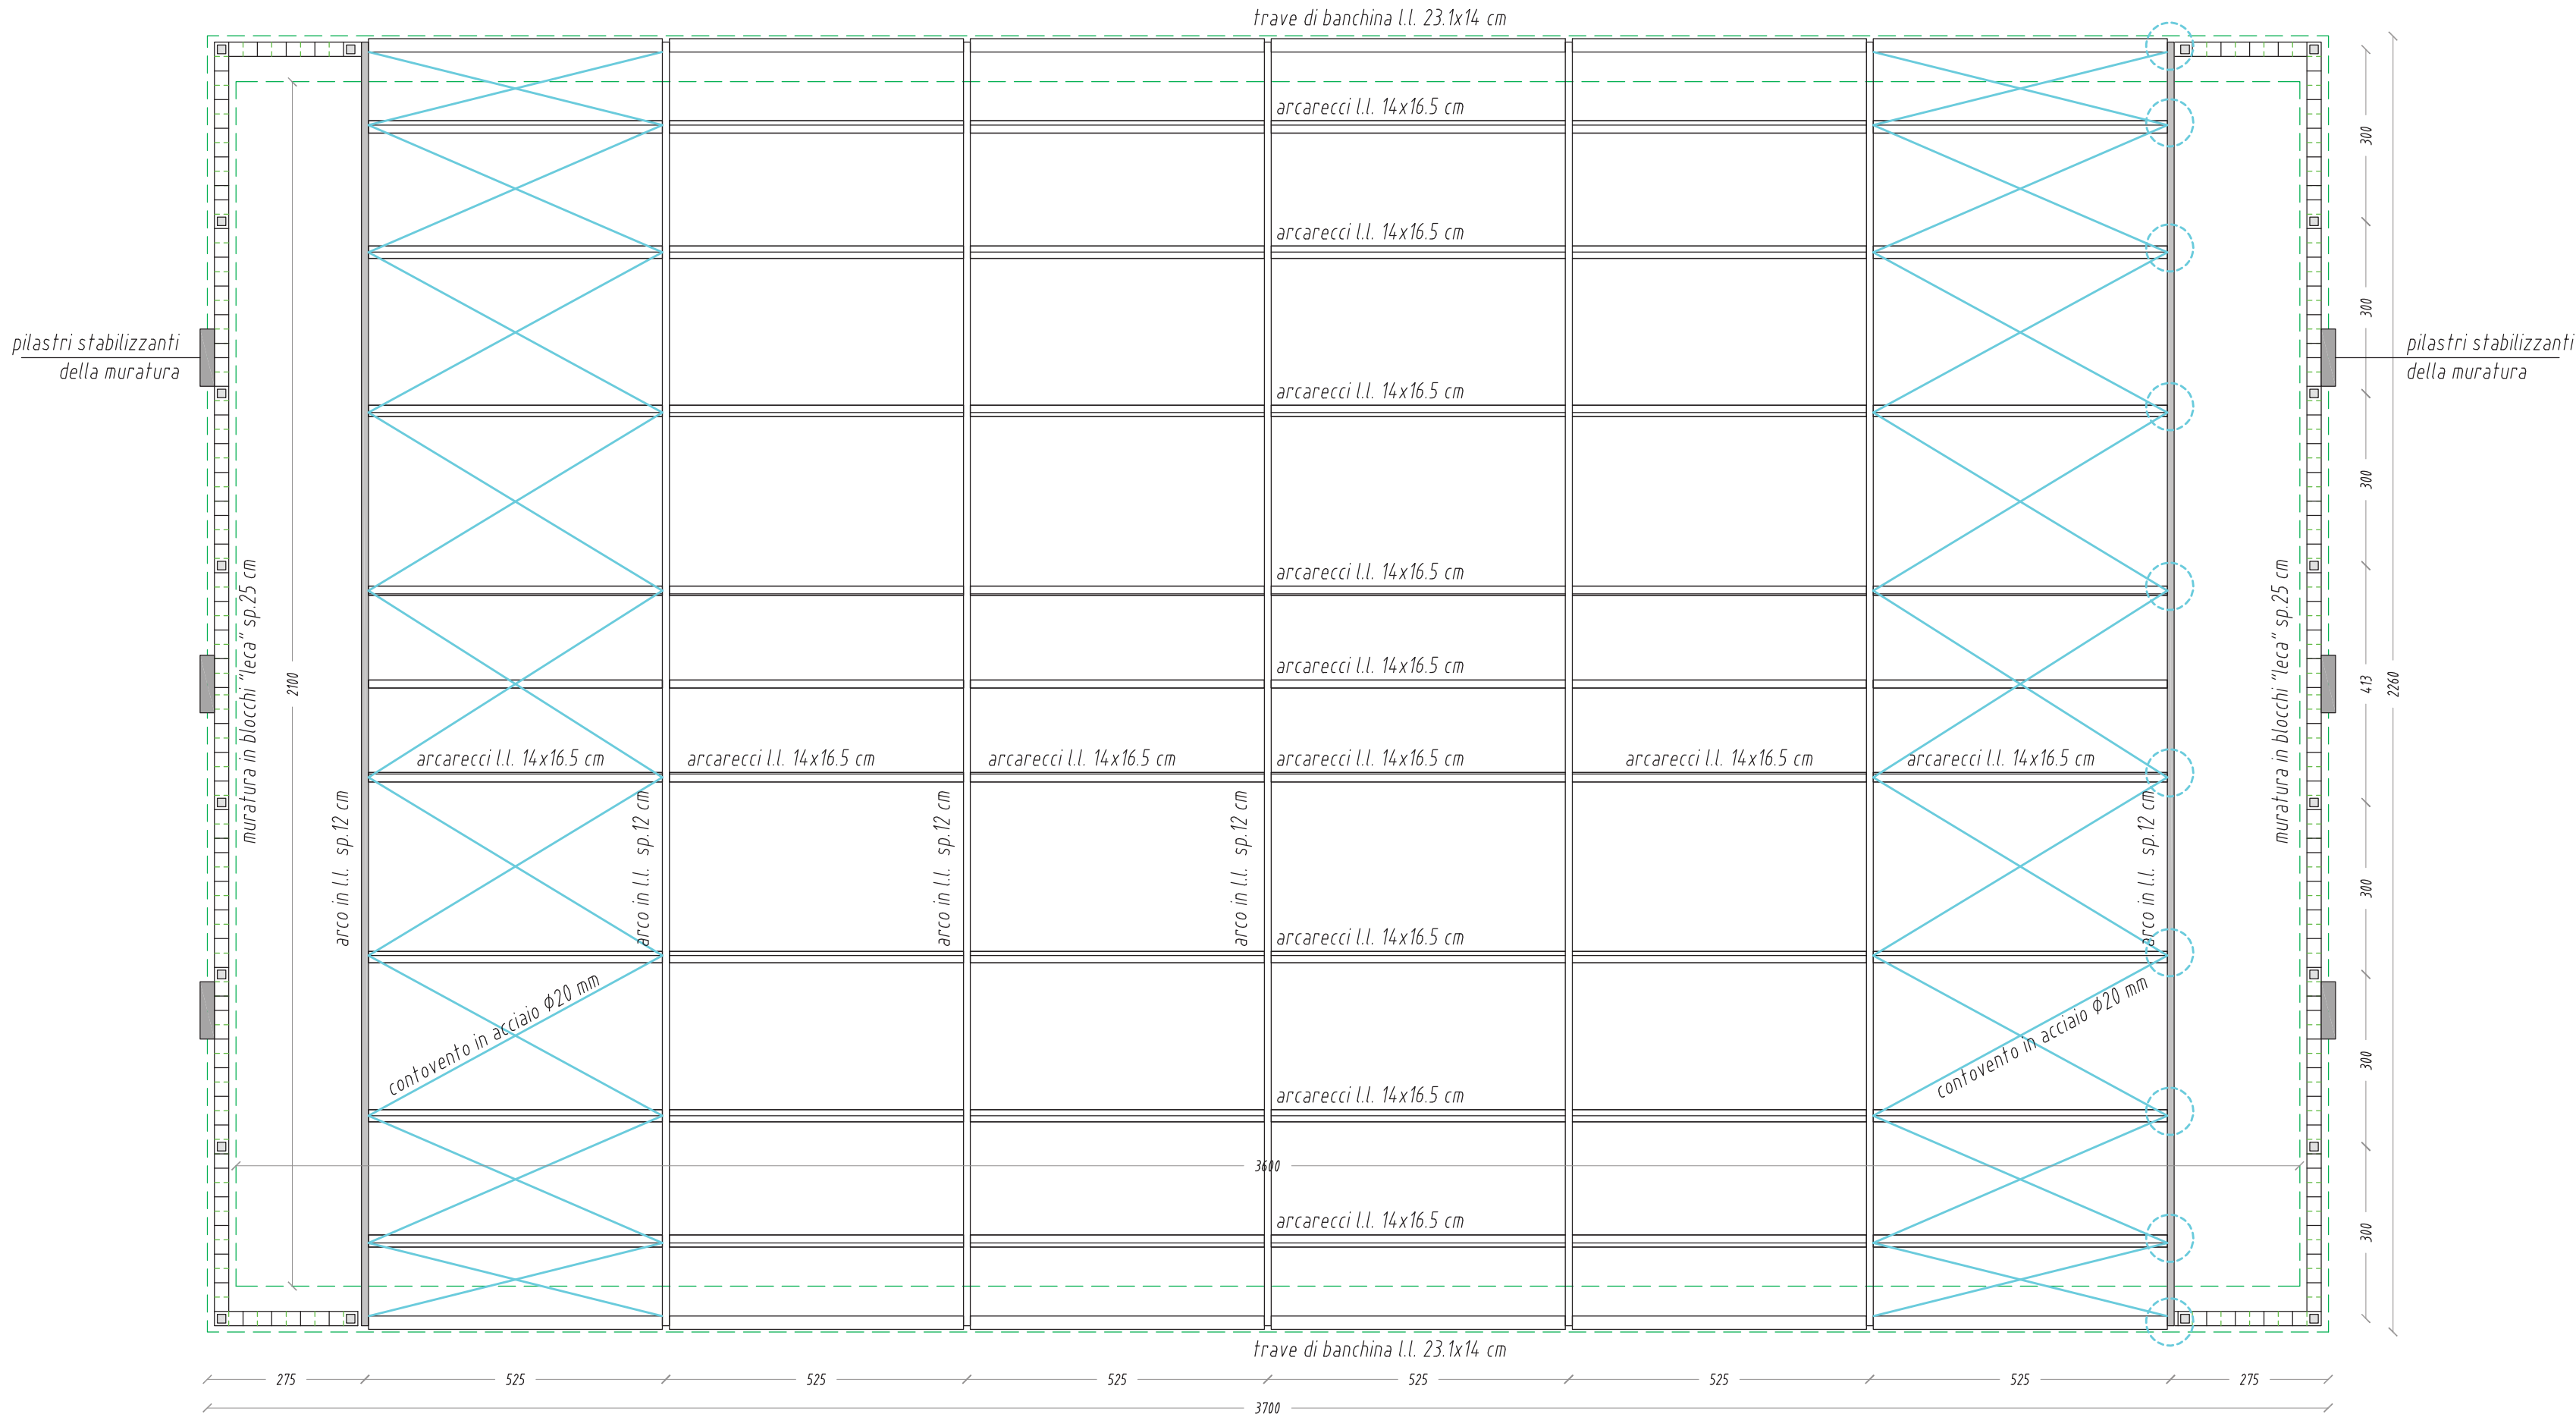 trave di banchina l.l. 23.1x14 cm
arcarecci l.l. 14x16.5 cm
300
arcarecci l.l. 14x16.5 cm
300
pilastri stabilizzanti
della muratura
pilastri stabilizzanti
della muratura
arcarecci l.l. 14x16.5 cm
300
arcarecci l.l. 14x16.5 cm
muratura in blocchi "leca" sp.25 cm
muratura in blocchi "leca" sp.25 cm
arcarecci l.l. 14x16.5 cm
2100
413
2260
arcarecci l.l. 14x16.5 cm
arcarecci l.l. 14x16.5 cm
arcarecci l.l. 14x16.5 cm
arcarecci l.l. 14x16.5 cm
arcarecci l.l. 14x16.5 cm
arcarecci l.l. 14x16.5 cm
arco in l.l. sp.12 cm
arco in l.l. sp.12 cm
arco in l.l. sp.12 cm
arco in l.l. sp.12 cm
arco in l.l. sp.12 cm
300
arcarecci l.l. 14x16.5 cm
contovento in acciaio Φ20 mm
contovento in acciaio Φ20 mm
300
arcarecci l.l. 14x16.5 cm
3600
arcarecci l.l. 14x16.5 cm
300
trave di banchina l.l. 23.1x14 cm
275
525
525
525
525
525
525
275
3700